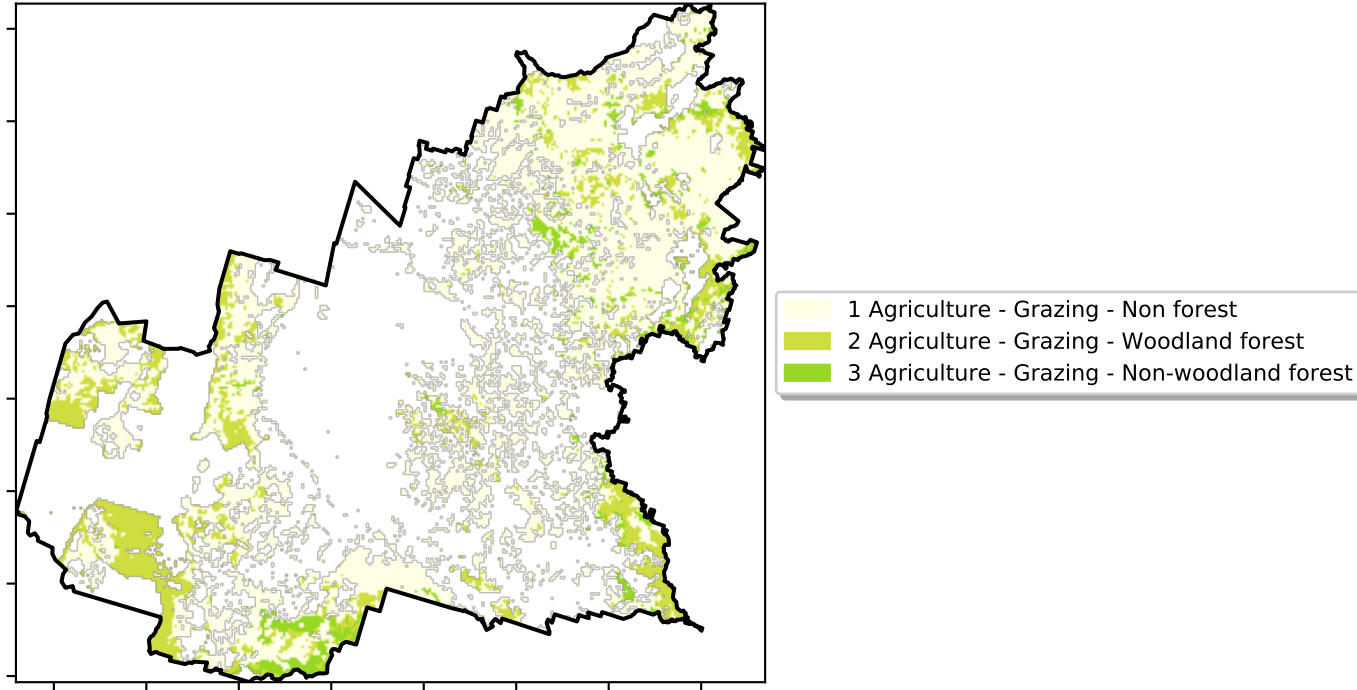 1 Agriculture - Grazing - Non forest
2 Agriculture - Grazing - Woodland forest
3 Agriculture - Grazing - Non-woodland forest